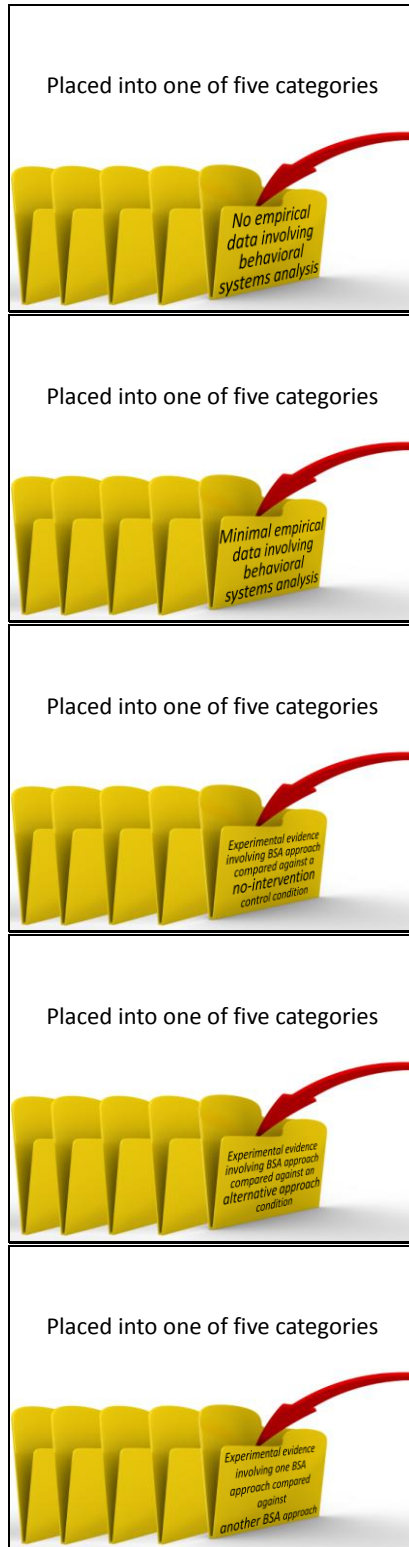 Placed into one of five categories
No empirical
data involving
behavioral
systems analysis
Placed into one of five categories
Minimal empirical
data involving
behavioral
systems analysis
Placed into one of five categories
Experimental evidence
involving BSA approach
compared against a
no-intervention
control condition
Placed into one of five categories
Experimental evidence
involving BSA approach
compared against an
alternative approach
condition
Placed into one of five categories
Experimental evidence
involving one BSA
approach compared
against
another BSA approach